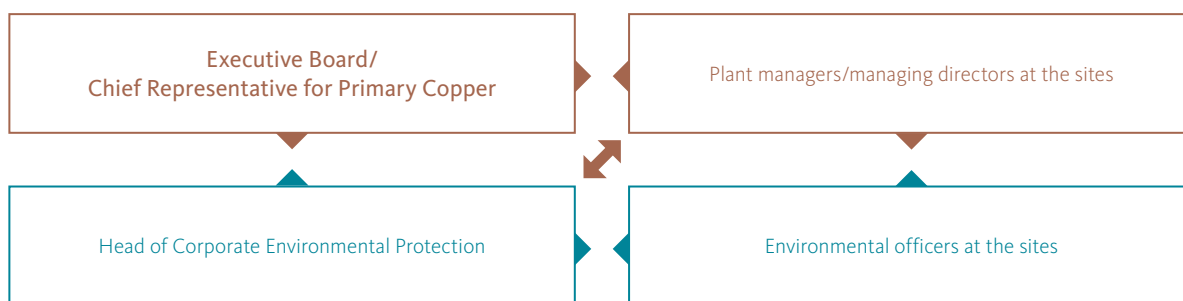 Executive Board/
Chief Representative for Primary Copper
Plant managers/managing directors at the sites
Head of Corporate Environmental Protection
Environmental officers at the sites